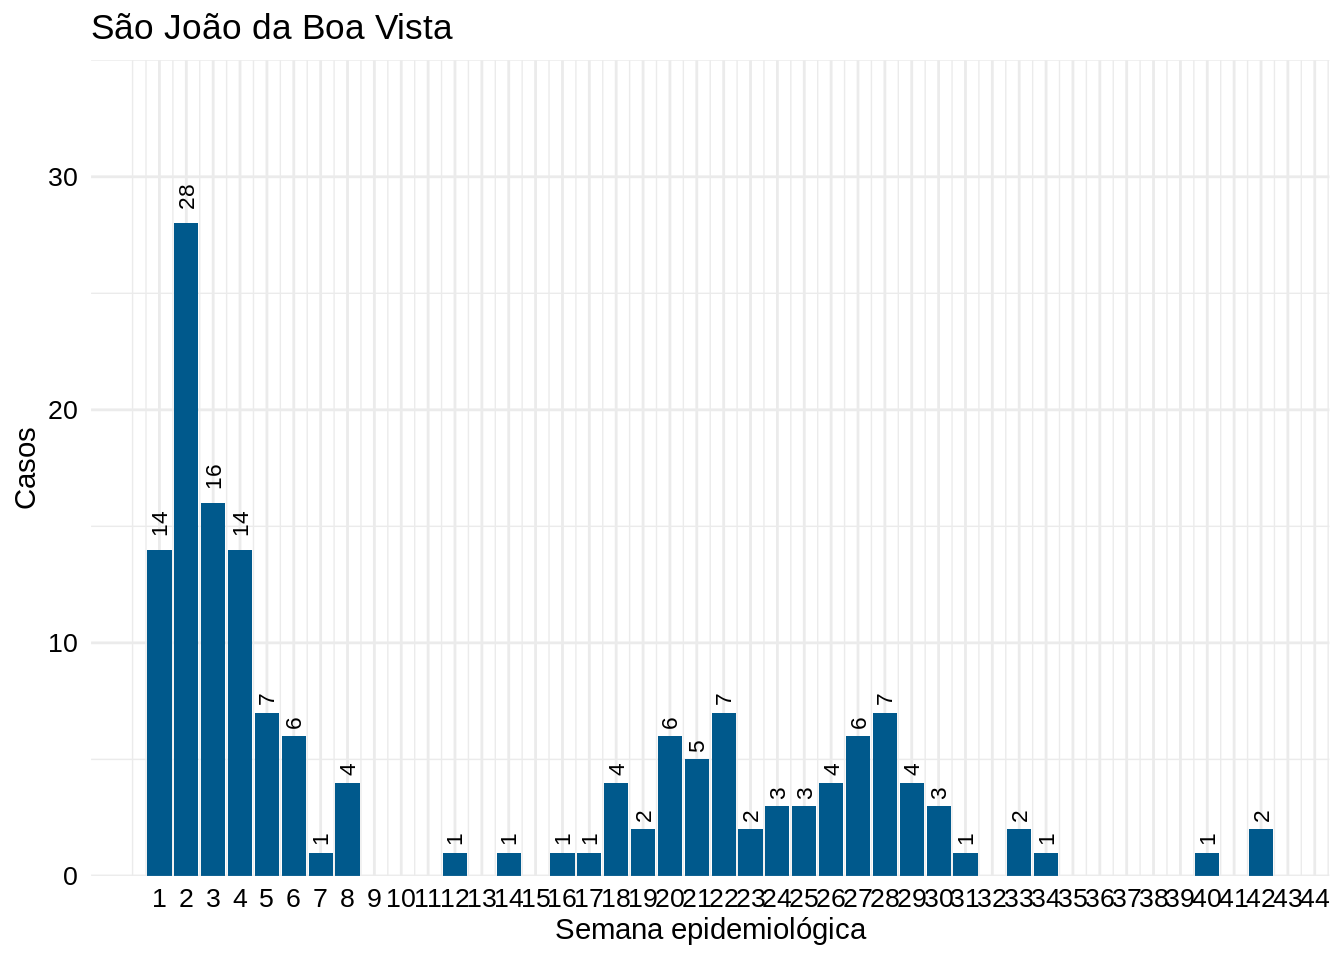 São João da Boa Vista
30
20
10
0
Casos
14 28 16 14 7 6 1 4 1 1 1 1 4 2 6 5 7 2 3 3 4 6 7 4 3 1 2 1 1 2
1 2 3 4 5 6 7 8 9 10 11 12 13 14 15 16 17 18 19 20 21 22 23 24 25 26 27 28 29 30 31 32 33 34 35 36 37 38 39 40 41 42 43 44
Semana epidemiológica